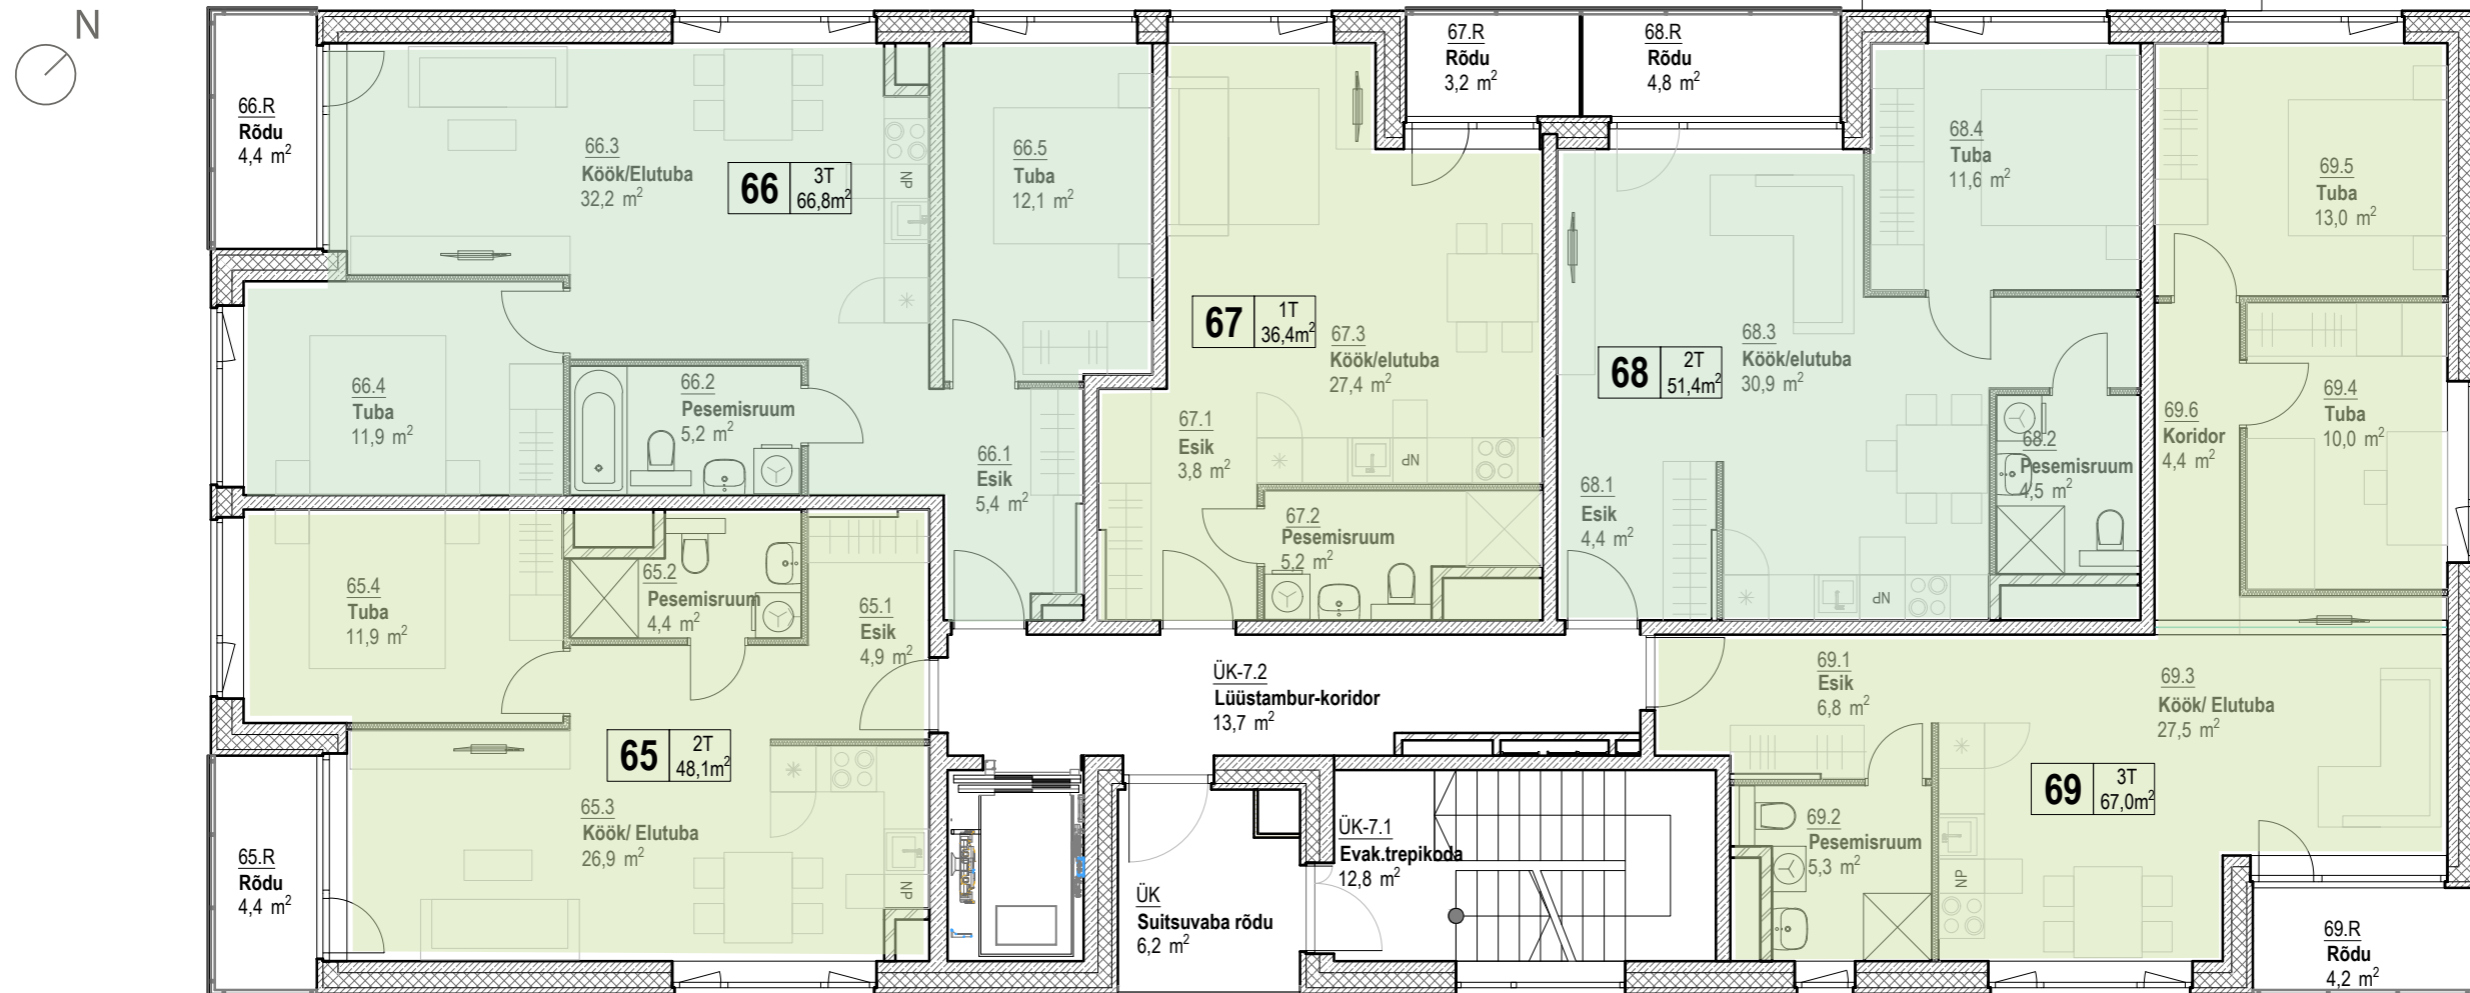 N
66.R
Rõdu
4,4 m²
66.3
Köök/Elutuba
32,2 m²
66
3T
66,8m²
NP
66.5
Tuba
12,1 m²
66.4
Tuba
11,9 m²
66.2
Pesemisruum
5,2 m²
66.1
Esik
5,4 m²
67.R
Rõdu
3,2 m²
67
1T
36,4m²
67.3
Köök/elutuba
27,4 m²
67.1
Esik
3,8 m²
NP
67.2
Pesemisruum
5,2 m²
68.R
Rõdu
4,8 m²
68.4
Tuba
11,6 m²
68
2T
51,4m²
68.3
Köök/elutuba
30,9 m²
68.2
Pesemisruum
4,5 m²
68.1
Esik
4,4 m²
NP
69.5
Tuba
13,0 m²
69.4
Tuba
10,0 m²
69.6
Koridor
4,4 m²
65.4
Tuba
11,9 m²
65.2
Pesemisruum
4,4 m²
65.1
Esik
4,9 m²
65
2T
48,1m²
65.3
Köök/ Elutuba
26,9 m²
NP
65.R
Rõdu
4,4 m²
ÜK-7.2
Lüüstambur-koridor
13,7 m²
ÜK
Suitsuvaba rõdu
6,2 m²
ÜK-7.1
Evak.trepikoda
12,8 m²
69.1
Esik
6,8 m²
69.3
Köök/ Elutuba
27,5 m²
69
3T
67,0m²
69.2
Pesemisruum
5,3 m²
NP
69.R
Rõdu
4,2 m²